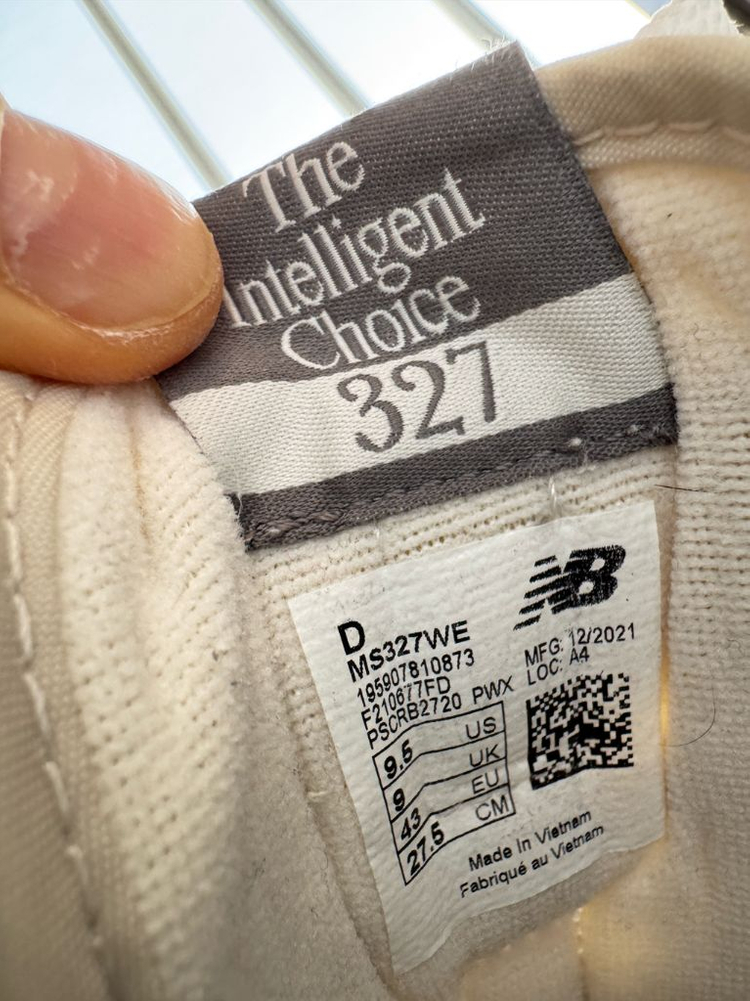 The
Intelligent
Choice
327
NB
D
MS327WE
195907810873
F210677FD
PSCRB2720 PWX
MFG: 12/2021
LOC: A4
9.5 US
9 UK
43 EU
27.5 CM
Made In Vietnam
Fabriqué au Vietnam